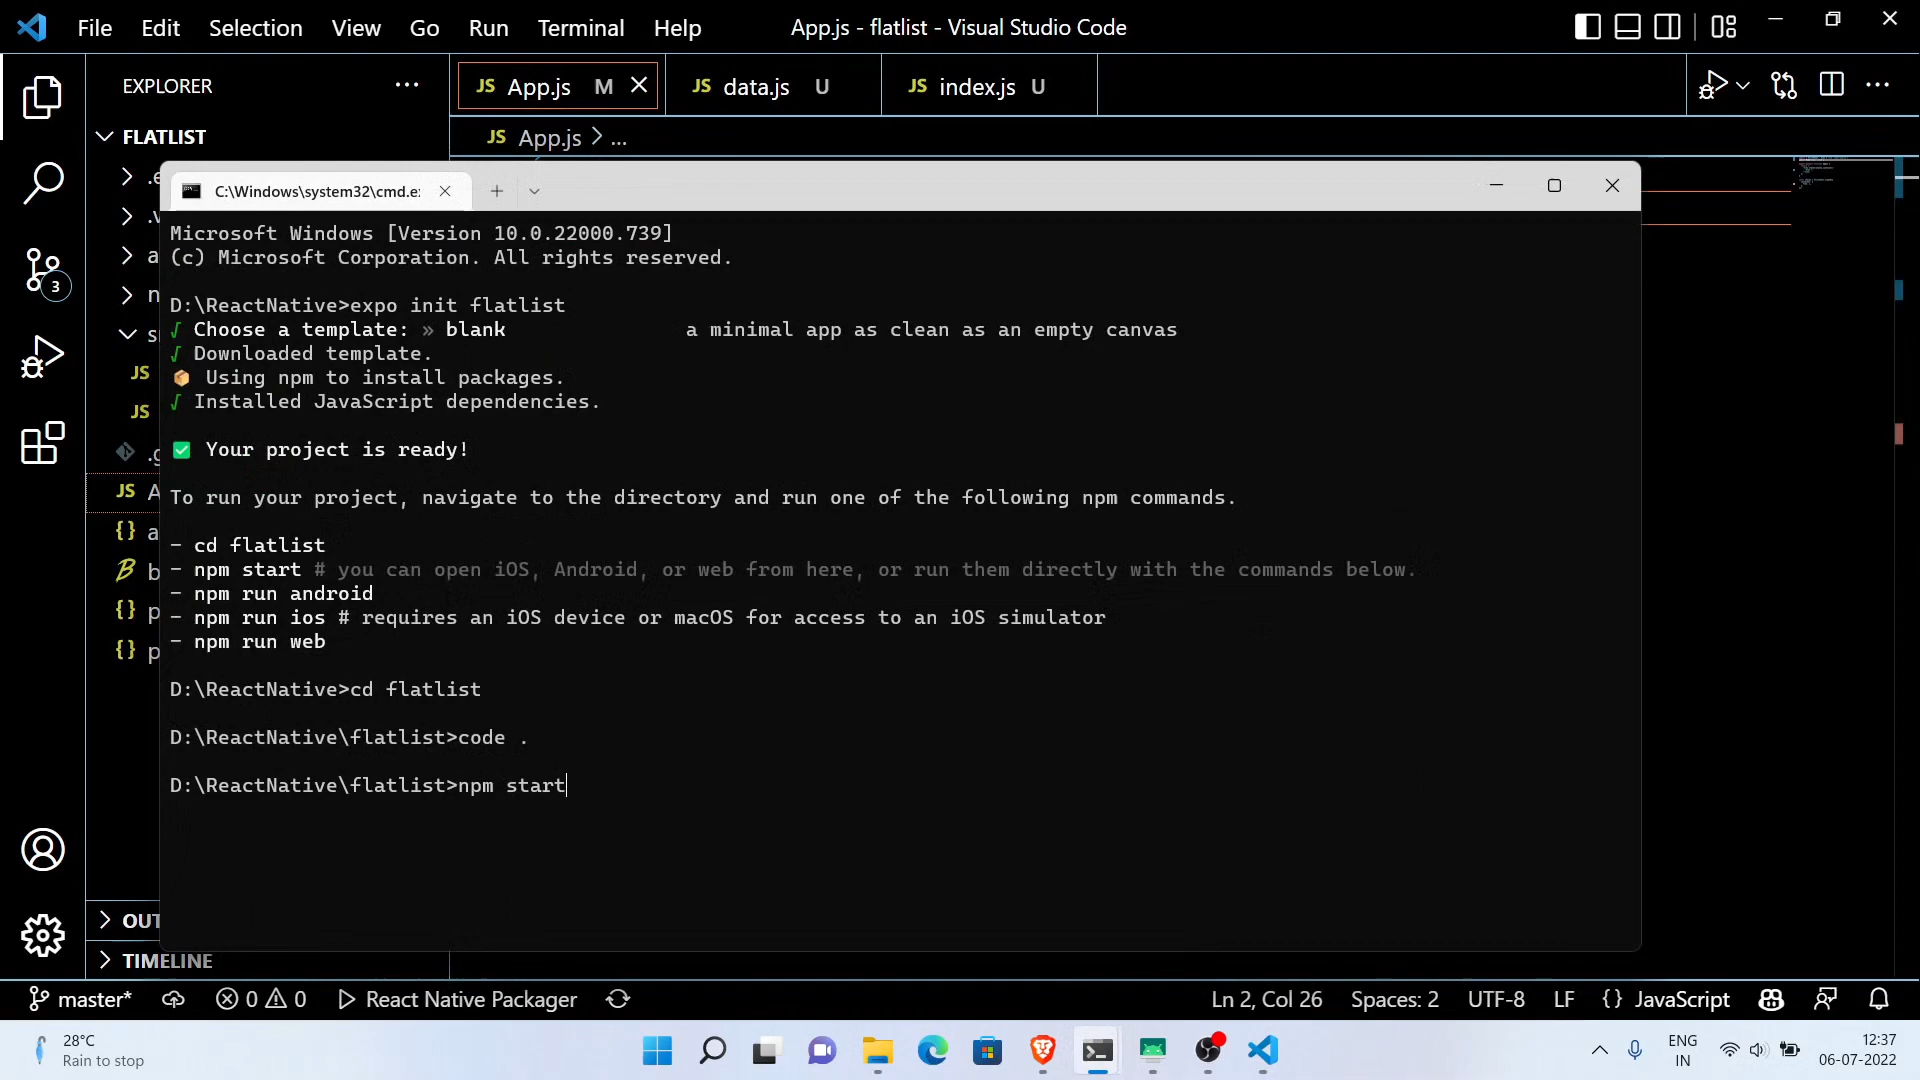 File Edit Selection View Go Run Terminal Help
App.js - flatlist - Visual Studio Code
EXPLORER
JS App.js M
JS data.js U
JS index.js U
FLATLIST
JS App.js > ...
C:\Windows\system32\cmd.e
Microsoft Windows [Version 10.0.22000.739]
(c) Microsoft Corporation. All rights reserved.
D:\ReactNative>expo init flatlist
√ Choose a template: » blank a minimal app as clean as an empty canvas
√ Downloaded template.
📦 Using npm to install packages.
√ Installed JavaScript dependencies.
✅ Your project is ready!
To run your project, navigate to the directory and run one of the following npm commands.
- cd flatlist
- npm start # you can open iOS, Android, or web from here, or run them directly with the commands below.
- npm run android
- npm run ios # requires an iOS device or macOS for access to an iOS simulator
- npm run web
D:\ReactNative>cd flatlist
D:\ReactNative\flatlist>code .
D:\ReactNative\flatlist>npm start
JS
JS
JS A
{} a
b
{} p
{} p
OUT
TIMELINE
3
master* 0 0 React Native Packager
Ln 2, Col 26 Spaces: 2 UTF-8 LF {} JavaScript
28°C
Rain to stop
ENG
IN
12:37
06-07-2022